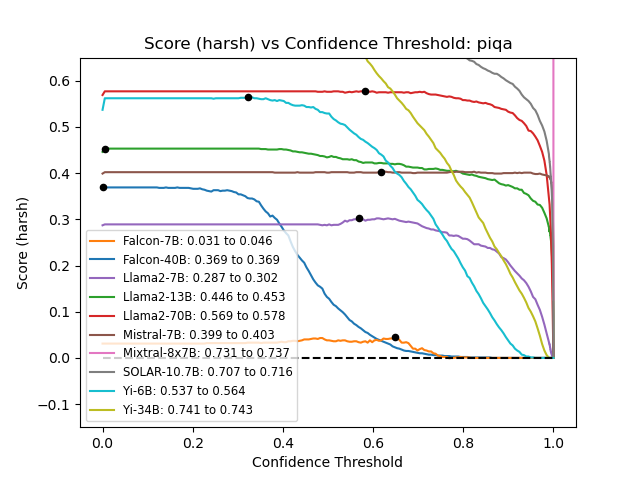 Score (harsh) vs Confidence Threshold: piqa
0.6
0.5
0.4
0.3
0.2
0.1
0.0
−0.1
Score (harsh)
Falcon-7B: 0.031 to 0.046
Falcon-40B: 0.369 to 0.369
Llama2-7B: 0.287 to 0.302
Llama2-13B: 0.446 to 0.453
Llama2-70B: 0.569 to 0.578
Mistral-7B: 0.399 to 0.403
Mixtral-8x7B: 0.731 to 0.737
SOLAR-10.7B: 0.707 to 0.716
Yi-6B: 0.537 to 0.564
Yi-34B: 0.741 to 0.743
0.0 0.2 0.4 0.6 0.8 1.0
Confidence Threshold